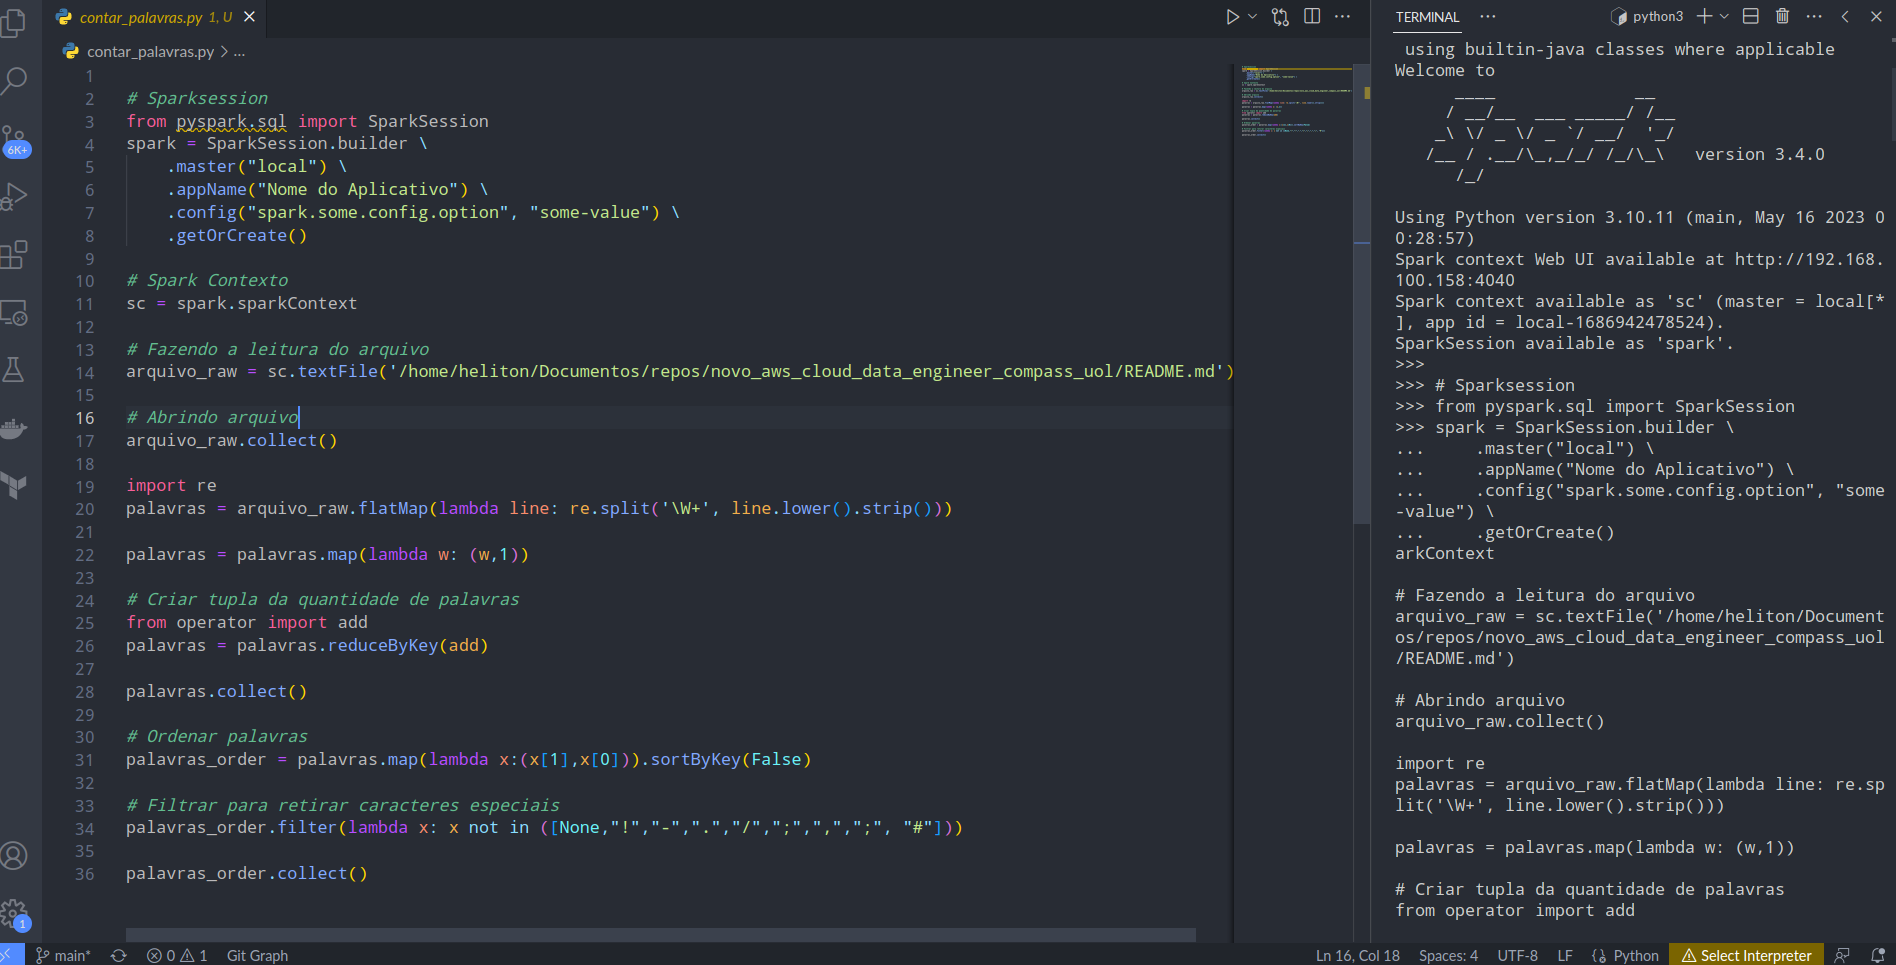 contar_palavras.py 1, U
contar_palavras.py > ...
1
2 # Sparksession
3 from pyspark.sql import SparkSession
4 spark = SparkSession.builder \
5     .master("local") \
6     .appName("Nome do Aplicativo") \
7     .config("spark.some.config.option", "some-value") \
8     .getOrCreate()
9
10 # Spark Contexto
11 sc = spark.sparkContext
12
13 # Fazendo a leitura do arquivo
14 arquivo_raw = sc.textFile('/home/heliton/Documentos/repos/novo_aws_cloud_data_engineer_compass_uol/README.md')
15
16 # Abrindo arquivo
17 arquivo_raw.collect()
18
19 import re
20 palavras = arquivo_raw.flatMap(lambda line: re.split('\W+', line.lower().strip()))
21
22 palavras = palavras.map(lambda w: (w,1))
23
24 # Criar tupla da quantidade de palavras
25 from operator import add
26 palavras = palavras.reduceByKey(add)
27
28 palavras.collect()
29
30 # Ordenar palavras
31 palavras_order = palavras.map(lambda x:(x[1],x[0])).sortByKey(False)
32
33 # Filtrar para retirar caracteres especiais
34 palavras_order.filter(lambda x: x not in ([None,"!","-",".","/",";",",",";", "#"]))
35
36 palavras_order.collect()
6K+
1
TERMINAL ... python3
using builtin-java classes where applicable
Welcome to
      ____              __
     / __/__  ___ _____/ /__
    _\ \/ _ \/ _ `/ __/  '_/
   /__ / .__/\_,_/_/ /_/\_\   version 3.4.0
      /_/
Using Python version 3.10.11 (main, May 16 2023 0
0:28:57)
Spark context Web UI available at http://192.168.
100.158:4040
Spark context available as 'sc' (master = local[*
], app id = local-1686942478524).
SparkSession available as 'spark'.
>>>
>>> # Sparksession
>>> from pyspark.sql import SparkSession
>>> spark = SparkSession.builder \
...     .master("local") \
...     .appName("Nome do Aplicativo") \
...     .config("spark.some.config.option", "some
-value") \
...     .getOrCreate()
arkContext
# Fazendo a leitura do arquivo
arquivo_raw = sc.textFile('/home/heliton/Document
os/repos/novo_aws_cloud_data_engineer_compass_uol
/README.md')
# Abrindo arquivo
arquivo_raw.collect()
import re
palavras = arquivo_raw.flatMap(lambda line: re.sp
lit('\W+', line.lower().strip()))
palavras = palavras.map(lambda w: (w,1))
# Criar tupla da quantidade de palavras
from operator import add
main* 0 1 Git Graph Ln 16, Col 18 Spaces: 4 UTF-8 LF Python Select Interpreter